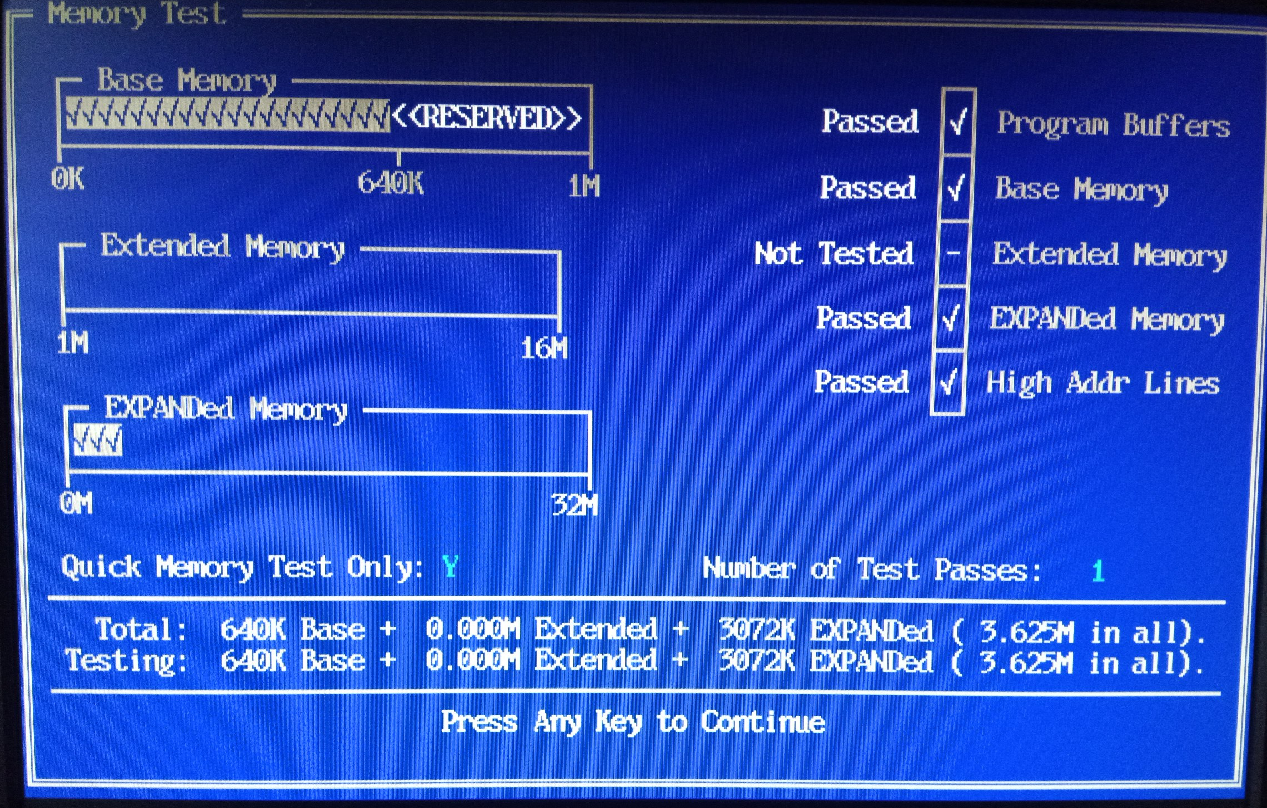 Memory Test
Base Memory
√√√√√√√√√√√√√√√√√√√√<<RESERVED>>
0K 640K 1M
Passed √ Program Buffers
Passed √ Base Memory
Not Tested - Extended Memory
Passed √ EXPANDed Memory
Passed √ High Addr Lines
Extended Memory
1M 16M
EXPANDed Memory
√√√
0M 32M
Quick Memory Test Only: Y Number of Test Passes: 1
Total: 640K Base + 0.000M Extended + 3072K EXPANDed ( 3.625M in all).
Testing: 640K Base + 0.000M Extended + 3072K EXPANDed ( 3.625M in all).
Press Any Key to Continue